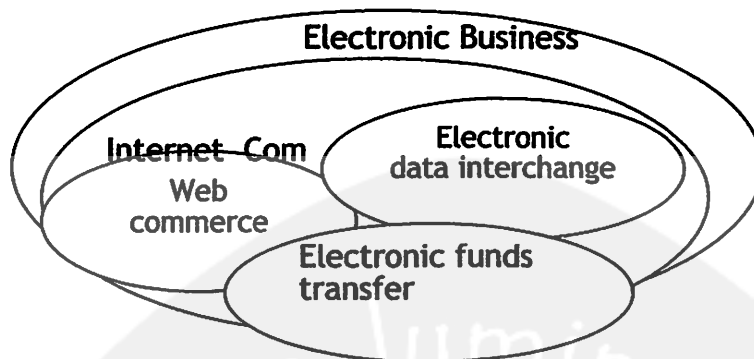 Electronic Business
Internet Com
Electronic
data interchange
Web
commerce
Electronic funds
transfer